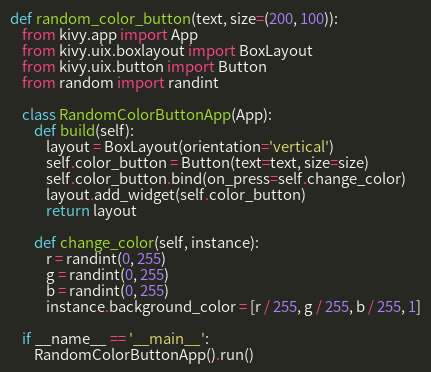 def random_color_button(text, size=(200, 100)):
    from kivy.app import App
    from kivy.uix.boxlayout import BoxLayout
    from kivy.uix.button import Button
    from random import randint

    class RandomColorButtonApp(App):
        def build(self):
            layout = BoxLayout(orientation='vertical')
            self.color_button = Button(text=text, size=size)
            self.color_button.bind(on_press=self.change_color)
            layout.add_widget(self.color_button)
            return layout

        def change_color(self, instance):
            r = randint(0, 255)
            g = randint(0, 255)
            b = randint(0, 255)
            instance.background_color = [r / 255, g / 255, b / 255, 1]

    if __name__ == '__main__':
        RandomColorButtonApp().run()